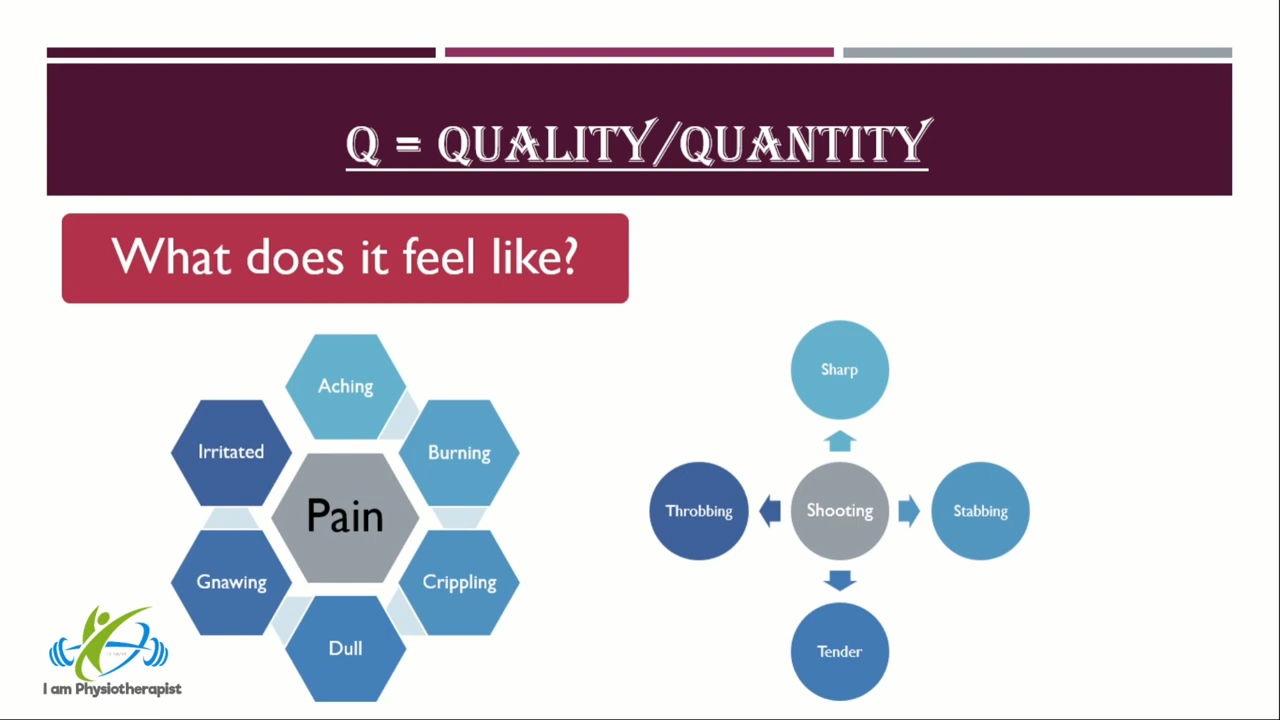 Q = QUALITY/QUANTITY
What does it feel like?
Aching
Irritated
Burning
Pain
Gnawing
Crippling
Dull
Sharp
Throbbing
Shooting
Stabbing
Tender
I am Physiotherapist